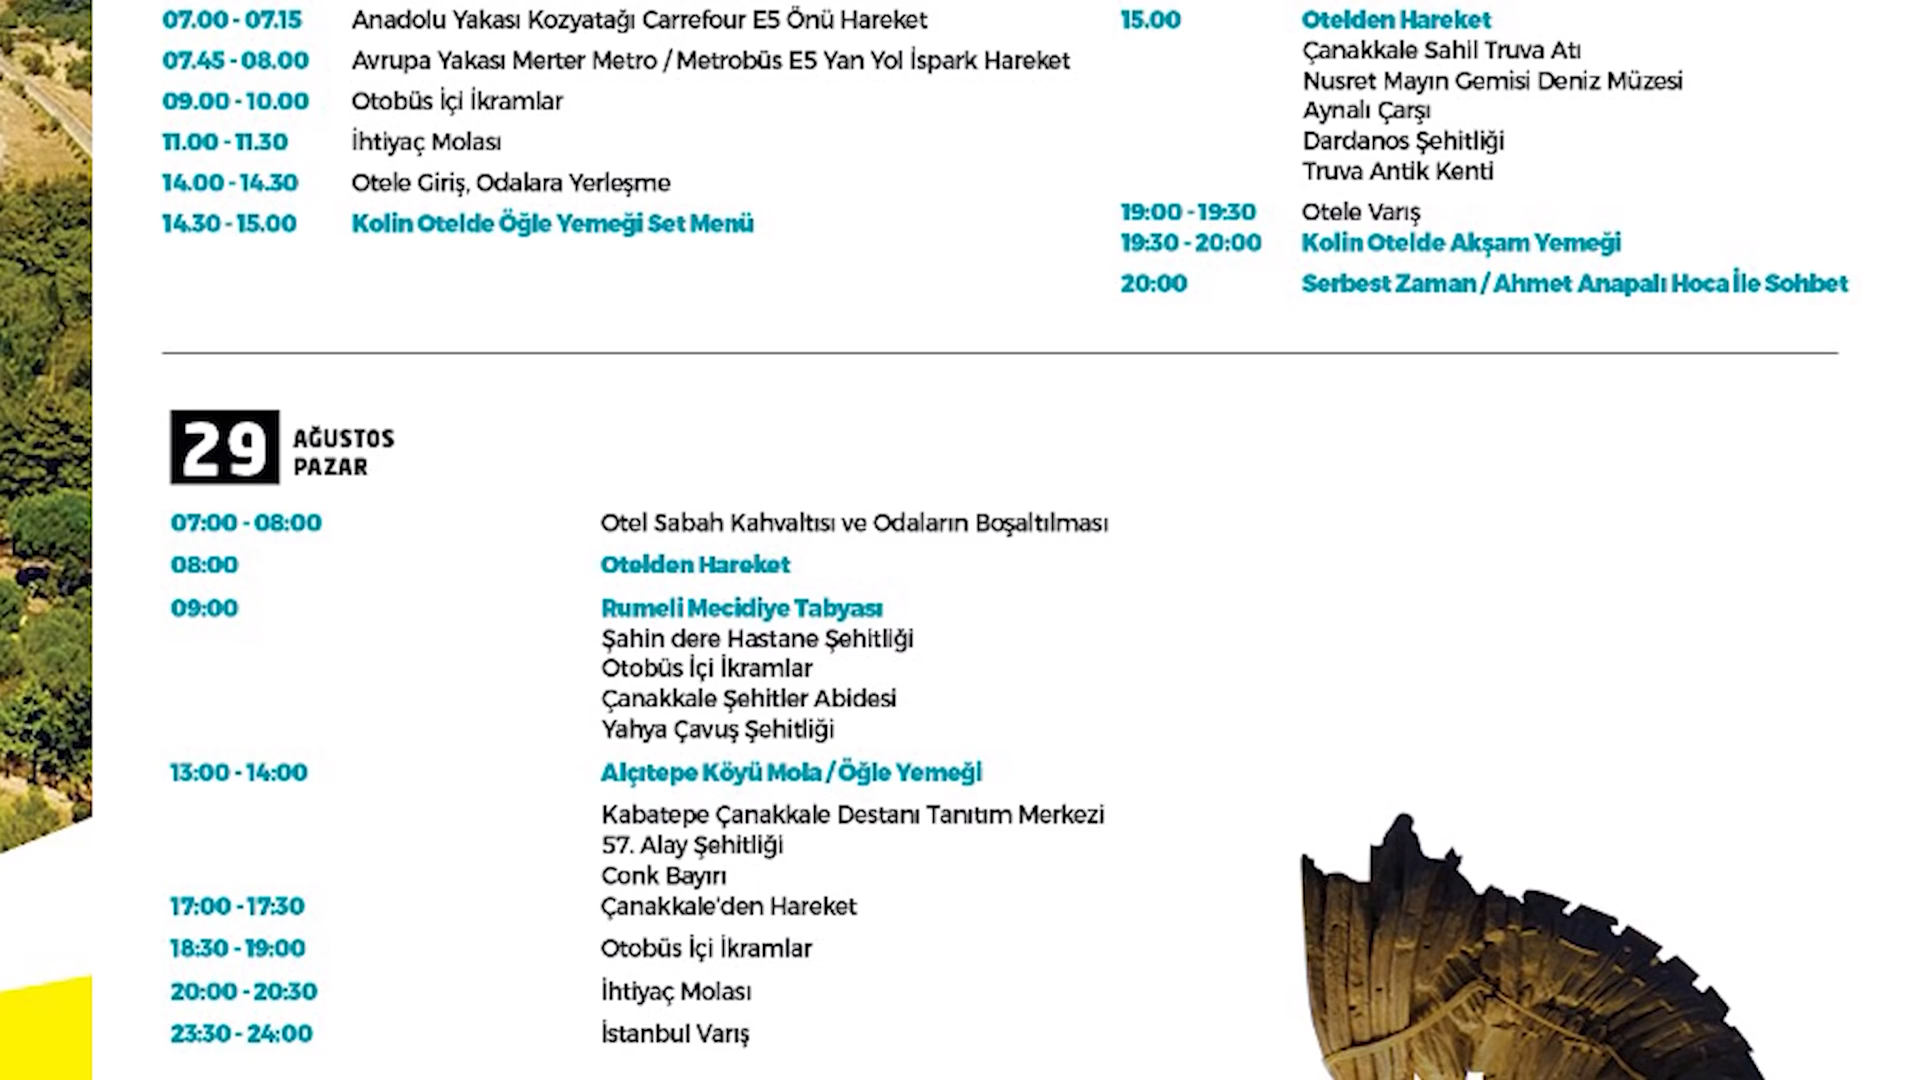 07.00 - 07.15 Anadolu Yakası Kozyatağı Carrefour E5 Önü Hareket
07.45 - 08.00 Avrupa Yakası Merter Metro / Metrobüs E5 Yan Yol İspark Hareket
09.00 - 10.00 Otobüs İçi İkramlar
11.00 - 11.30 İhtiyaç Molası
14.00 - 14.30 Otele Giriş, Odalara Yerleşme
14.30 - 15.00 Kolin Otelde Öğle Yemeği Set Menü
15.00 Otelden Hareket
Çanakkale Sahil Truva Atı
Nusret Mayın Gemisi Deniz Müzesi
Aynalı Çarşı
Dardanos Şehitliği
Truva Antik Kenti
19:00 - 19:30 Otele Varış
19:30 - 20:00 Kolin Otelde Akşam Yemeği
20:00 Serbest Zaman / Ahmet Anapalı Hoca İle Sohbet
29 AĞUSTOS
PAZAR
07:00 - 08:00 Otel Sabah Kahvaltısı ve Odaların Boşaltılması
08:00 Otelden Hareket
09:00 Rumeli Mecidiye Tabyası
Şahin dere Hastane Şehitliği
Otobüs İçi İkramlar
Çanakkale Şehitler Abidesi
Yahya Çavuş Şehitliği
13:00 - 14:00 Alçıtepe Köyü Mola / Öğle Yemeği
Kabatepe Çanakkale Destanı Tanıtım Merkezi
57. Alay Şehitliği
Conk Bayırı
17:00 - 17:30 Çanakkale'den Hareket
18:30 - 19:00 Otobüs İçi İkramlar
20:00 - 20:30 İhtiyaç Molası
23:30 - 24:00 İstanbul Varış